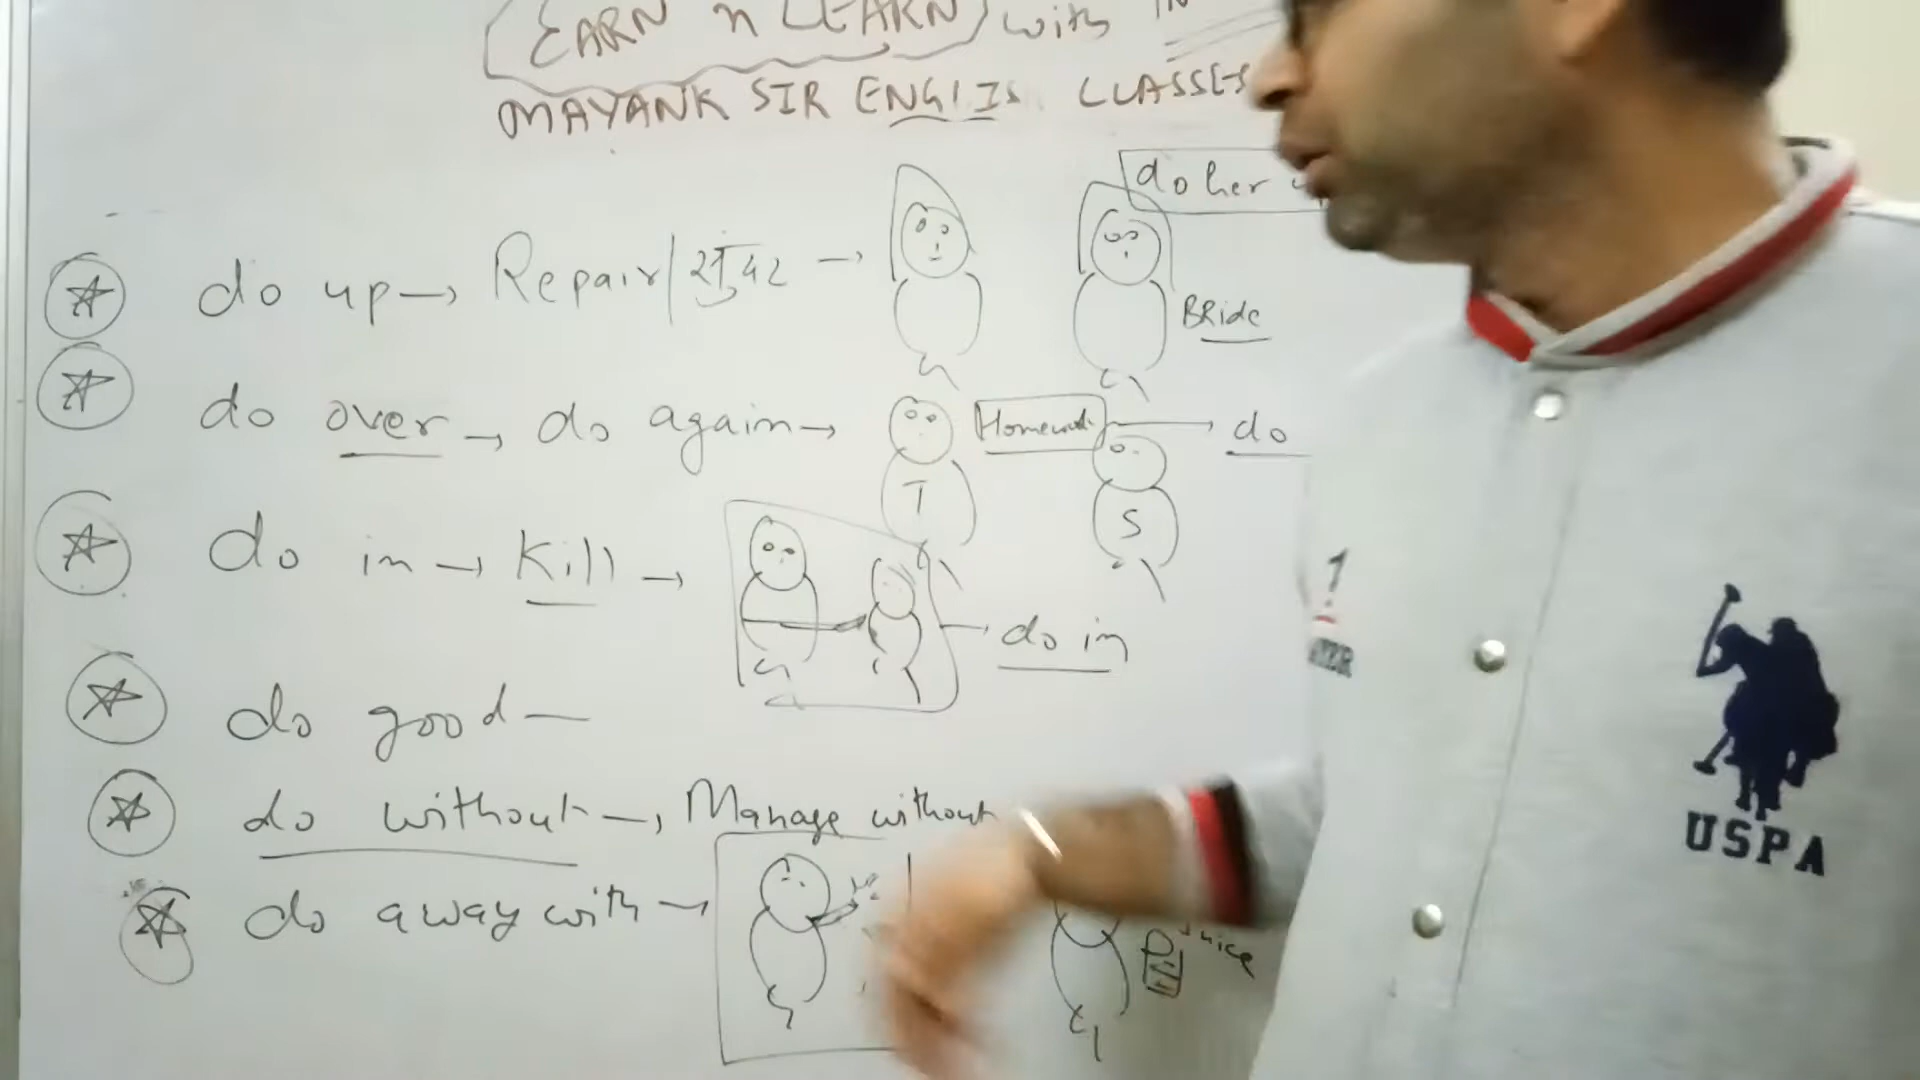 EARN n LEARN with
MAYANK SIR ENGLIS CLASSES
do her
do up → Repair/
BRide
do over → do again →
Homework
do
T
S
do in → Kill →
do in
do good —
do without → Manage without
do away with →
Juice
USPA